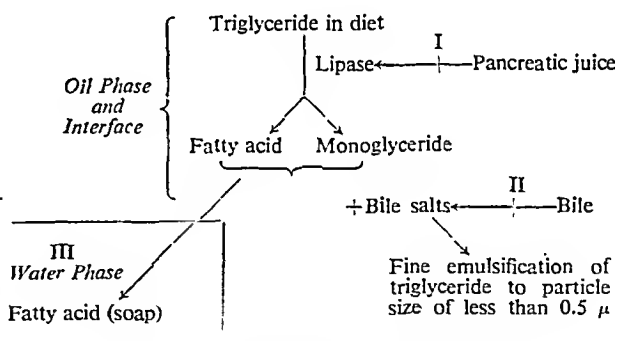 Triglyceride in diet
I
Lipase Pancreatic juice
Oil Phase
and
Interface
Fatty acid Monoglyceride
II
+Bile salts Bile
III
Water Phase
Fatty acid (soap)
Fine emulsification of
triglyceride to particle
size of less than 0.5 μ